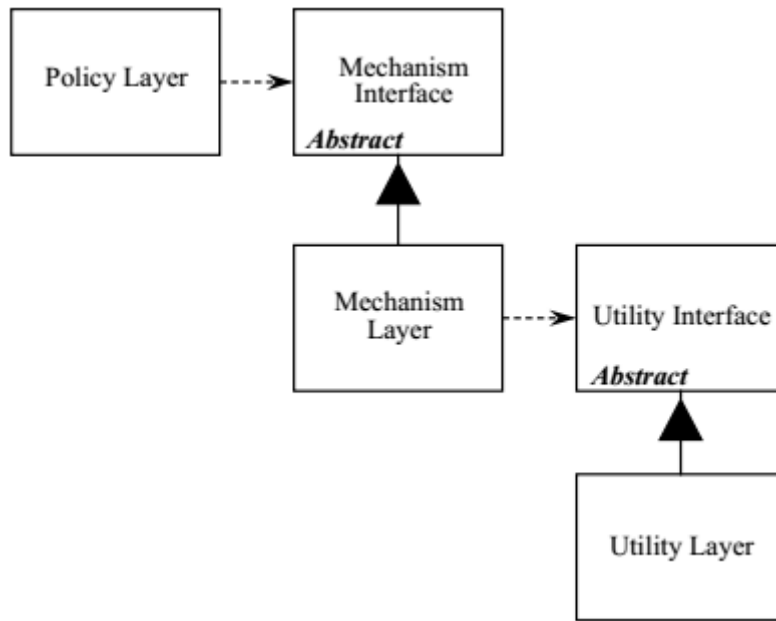 Policy Layer
Mechanism
Interface
Abstract
Mechanism
Layer
Utility Interface
Abstract
Utility Layer